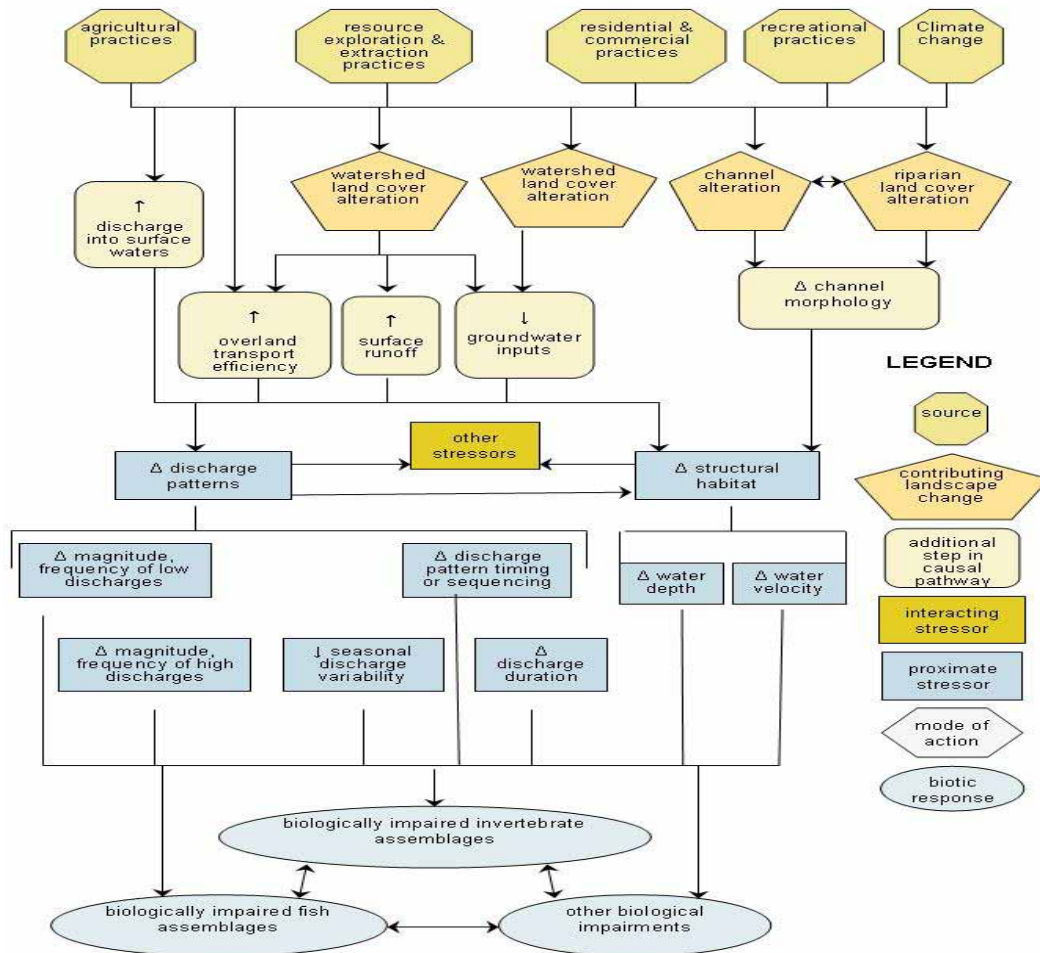 agricultural
practices
resource
exploration &
extraction
practices
residential &
commercial
practices
recreational
practices
Climate
change
watershed
land cover
alteration
watershed
land cover
alteration
channel
alteration
riparian
land cover
alteration
↑
discharge
into surface
waters
↑
overland
transport
efficiency
↑
surface
runoff
↓
groundwater
inputs
Δ channel
morphology
other
stressors
Δ discharge
patterns
Δ structural
habitat
Δ magnitude,
frequency of low
discharges
Δ discharge
pattern timing
or sequencing
Δ water
depth
Δ water
velocity
Δ magnitude,
frequency of high
discharges
↓ seasonal
discharge
variability
Δ
discharge
duration
biologically impaired invertebrate
assemblages
biologically impaired fish
assemblages
other biological
impairments
LEGEND
source
contributing
landscape
change
additional
step in
causal
pathway
interacting
stressor
proximate
stressor
mode of
action
biotic
response